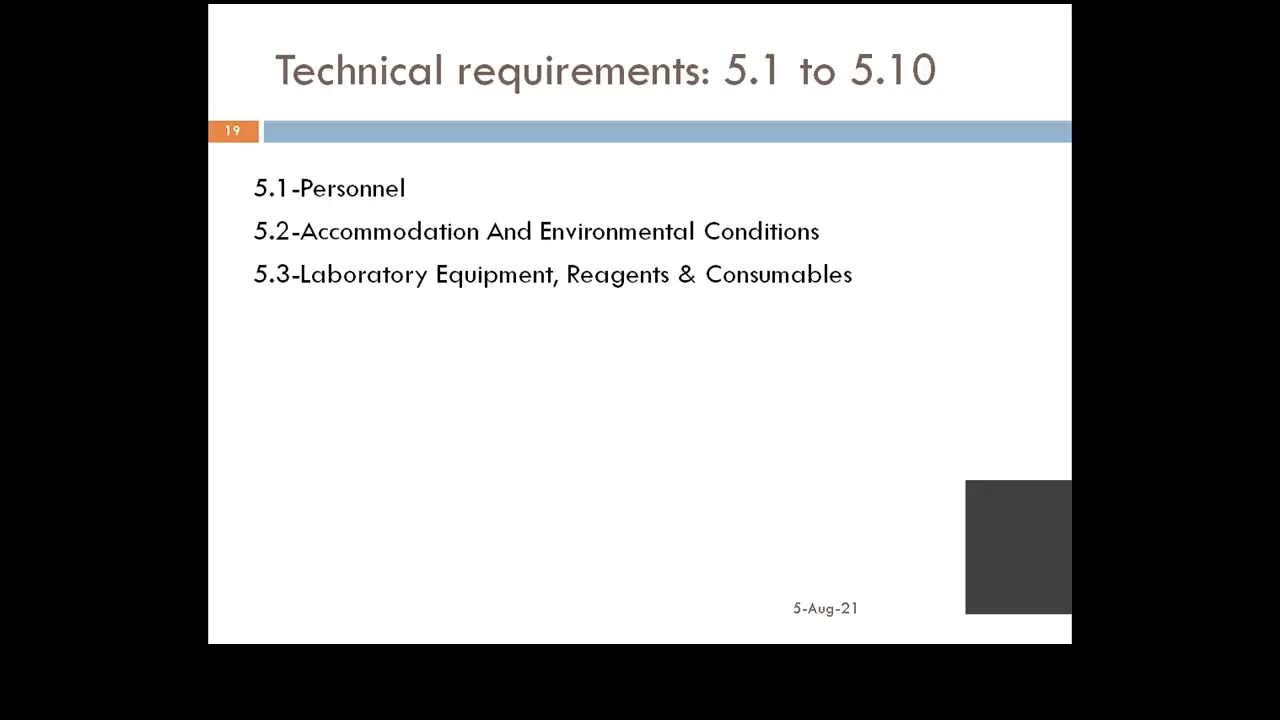 Technical requirements: 5.1 to 5.10
19
5.1-Personnel
5.2-Accommodation And Environmental Conditions
5.3-Laboratory Equipment, Reagents & Consumables
5-Aug-21